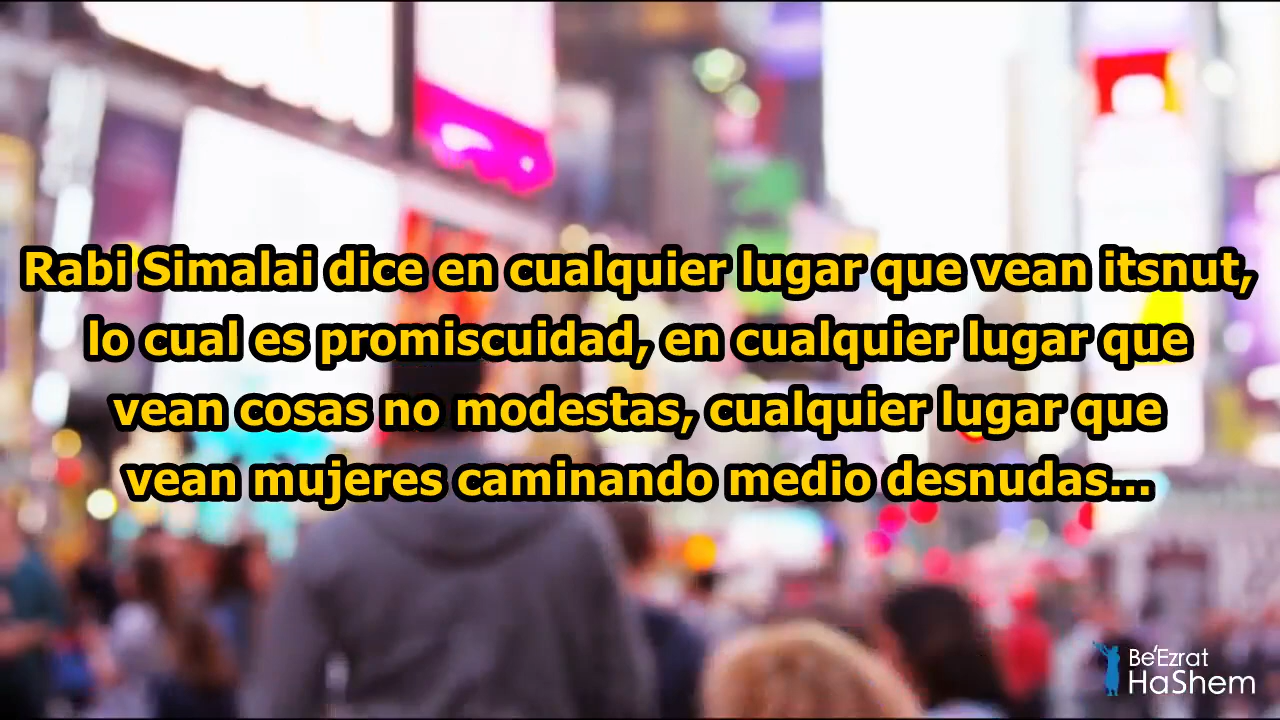 Rabi Simalai dice en cualquier lugar que vean itsnut,
lo cual es promiscuidad, en cualquier lugar que
vean cosas no modestas, cualquier lugar que
vean mujeres caminando medio desnudas...
Be'Ezrat
HaShem